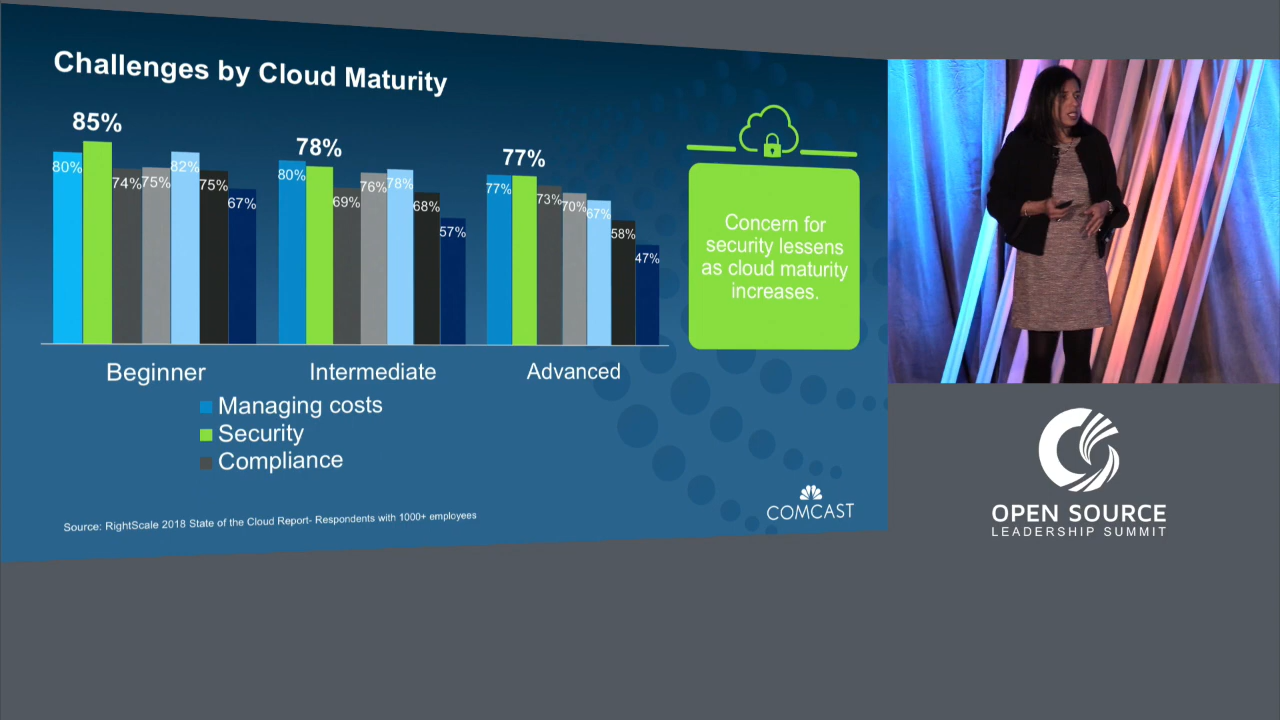 Challenges by Cloud Maturity
85%
80%
74%
75%
82%
75%
67%
78%
80%
69%
76%
78%
68%
57%
77%
77%
73%
70%
67%
58%
47%
Beginner
Intermediate
Advanced
Managing costs
Security
Compliance
Concern for
security lessens
as cloud maturity
increases.
Source: RightScale 2018 State of the Cloud Report- Respondents with 1000+ employees
COMCAST
OPEN SOURCE
LEADERSHIP SUMMIT